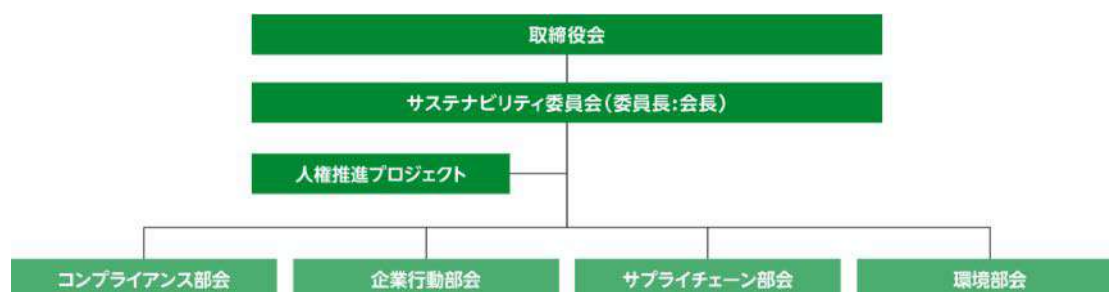 取締役会
サステナビリティ委員会(委員長:会長)
人権推進プロジェクト
コンプライアンス部会
企業行動部会
サプライチェーン部会
環境部会